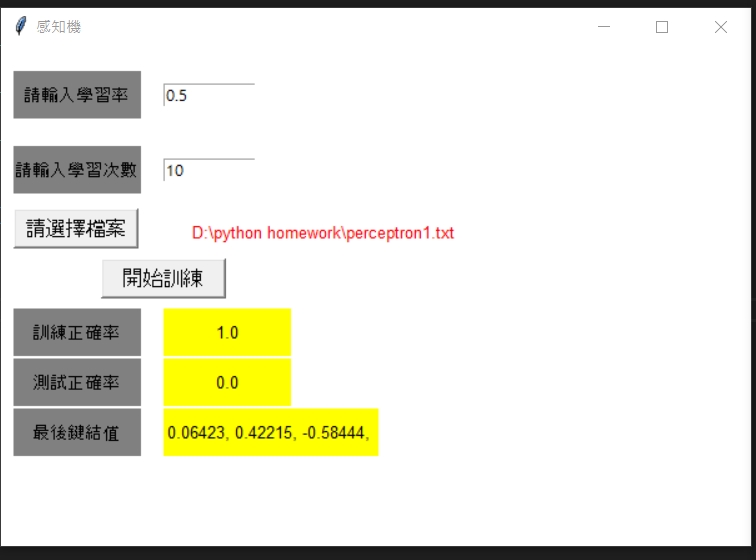 感知機
請輸入學習率 0.5
請輸入學習次數 10
請選擇檔案 D:\python homework\perceptron1.txt
開始訓練
訓練正確率 1.0
測試正確率 0.0
最後鍵結值 0.06423, 0.42215, -0.58444,